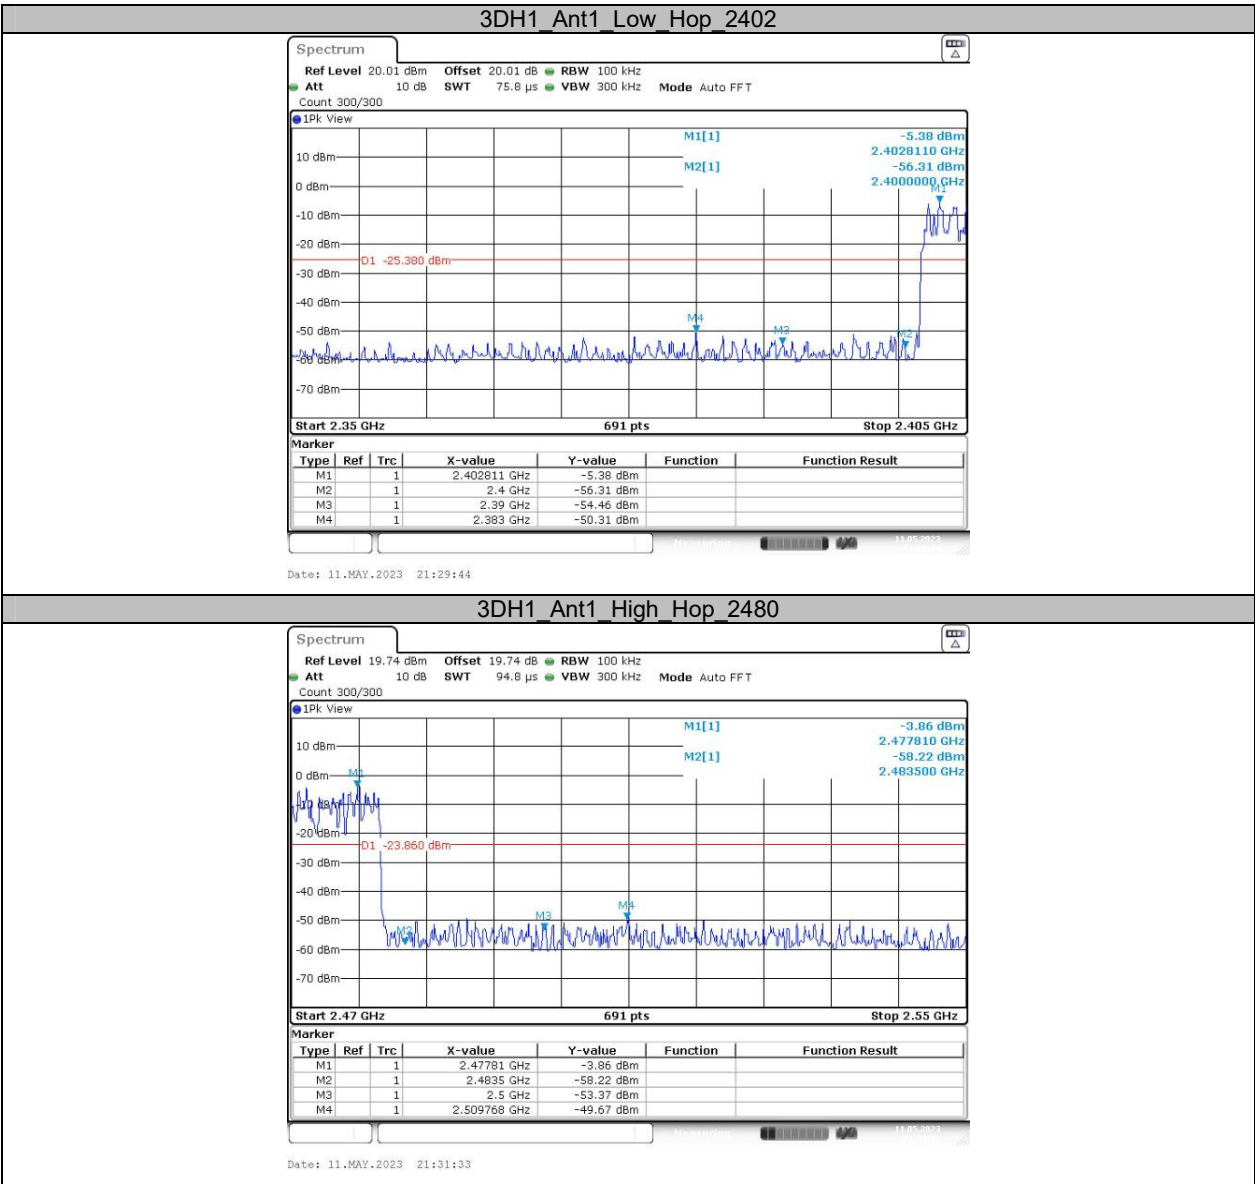 3DH1_Ant1_Low_Hop_2402
Spectrum
Ref Level 20.01 dBm Offset 20.01 dB RBW 100 kHz
Att 10 dB SWT 75.8 µs VBW 300 kHz Mode Auto FFT
Count 300/300
1Pk View
M1[1] -5.38 dBm
2.4028110 GHz
M2[1] -56.31 dBm
2.4000000 GHz
10 dBm
0 dBm
M1
-10 dBm
-20 dBm
D1 -25.380 dBm
-30 dBm
-40 dBm
M4
-50 dBm
M3
M2
-60 dBm
-70 dBm
Start 2.35 GHz 691 pts Stop 2.405 GHz
Marker
Type Ref Trc X-value Y-value Function Function Result
M1 1 2.402811 GHz -5.38 dBm
M2 1 2.4 GHz -56.31 dBm
M3 1 2.39 GHz -54.46 dBm
M4 1 2.383 GHz -50.31 dBm
Measuring 11.05.2023
Date: 11.MAY.2023 21:29:44
3DH1_Ant1_High_Hop_2480
Spectrum
Ref Level 19.74 dBm Offset 19.74 dB RBW 100 kHz
Att 10 dB SWT 94.8 µs VBW 300 kHz Mode Auto FFT
Count 300/300
1Pk View
M1[1] -3.86 dBm
2.477810 GHz
M2[1] -58.22 dBm
2.483500 GHz
10 dBm
0 dBm
M1
-10 dBm
-20 dBm
D1 -23.860 dBm
-30 dBm
-40 dBm
M4
M3
-50 dBm
M2
-60 dBm
-70 dBm
Start 2.47 GHz 691 pts Stop 2.55 GHz
Marker
Type Ref Trc X-value Y-value Function Function Result
M1 1 2.47781 GHz -3.86 dBm
M2 1 2.4835 GHz -58.22 dBm
M3 1 2.5 GHz -53.37 dBm
M4 1 2.509768 GHz -49.67 dBm
Measuring 11.05.2023
Date: 11.MAY.2023 21:31:33